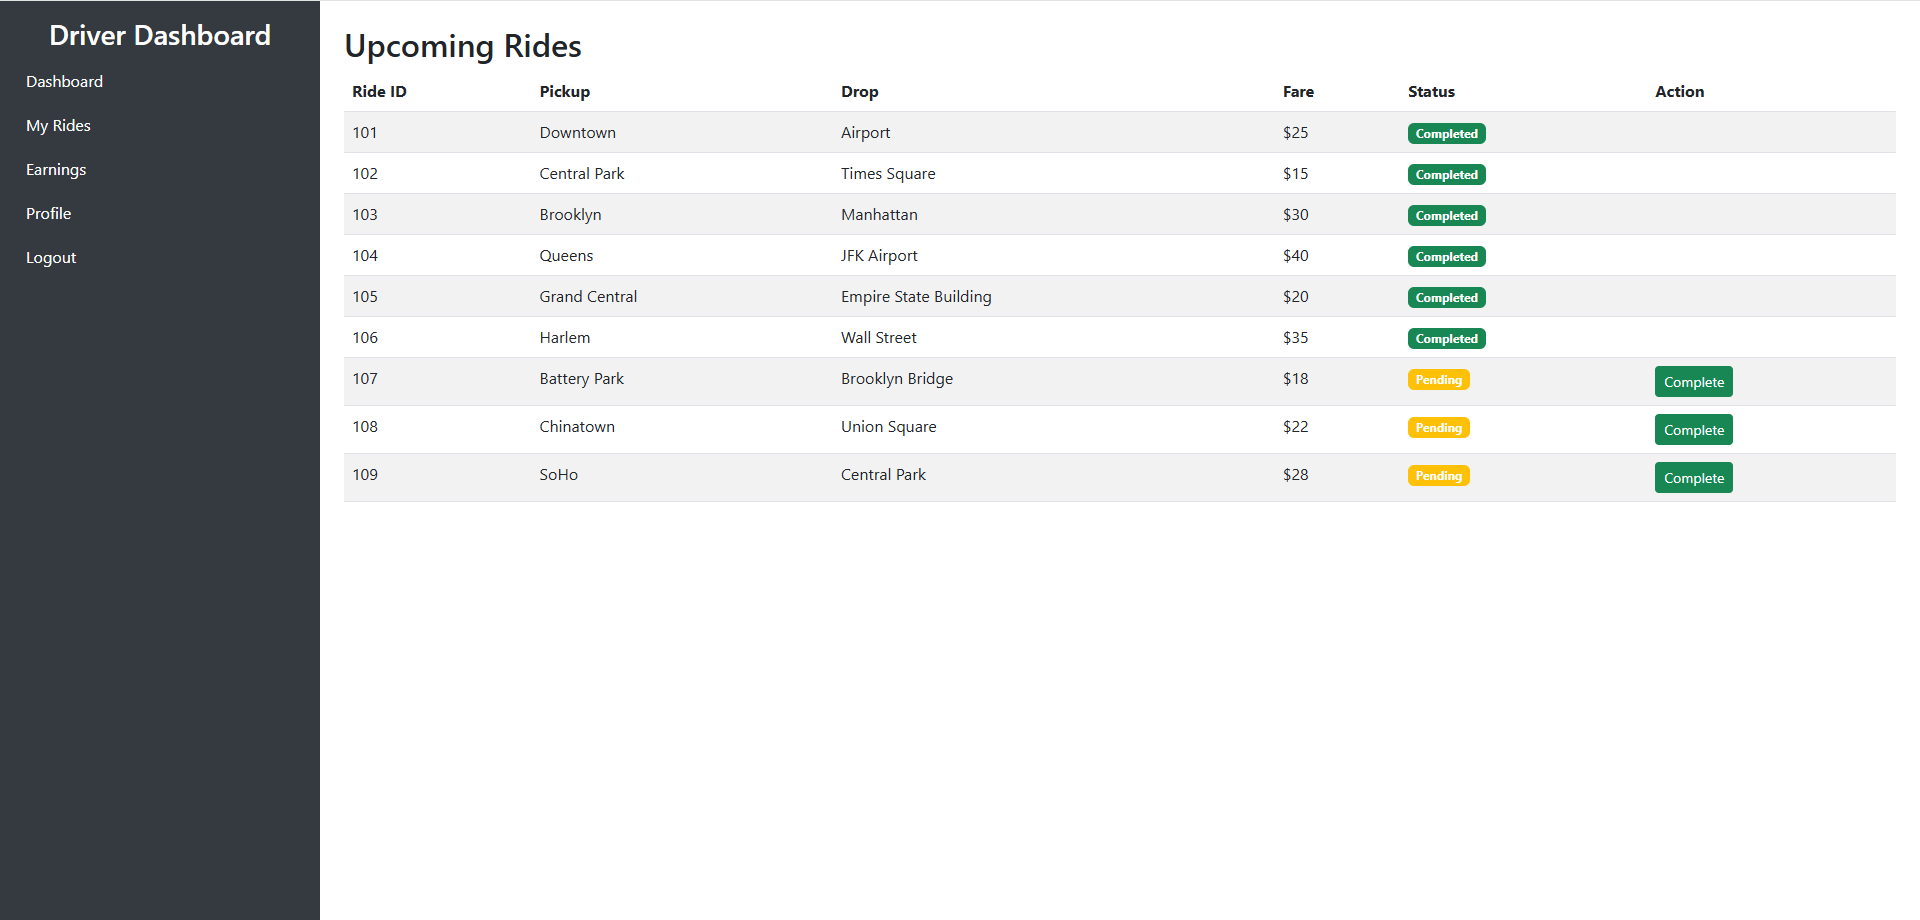 Driver Dashboard
Dashboard
My Rides
Earnings
Profile
Logout
Upcoming Rides
Ride ID Pickup Drop Fare Status Action
101 Downtown Airport $25 Completed
102 Central Park Times Square $15 Completed
103 Brooklyn Manhattan $30 Completed
104 Queens JFK Airport $40 Completed
105 Grand Central Empire State Building $20 Completed
106 Harlem Wall Street $35 Completed
107 Battery Park Brooklyn Bridge $18 Pending Complete
108 Chinatown Union Square $22 Pending Complete
109 SoHo Central Park $28 Pending Complete